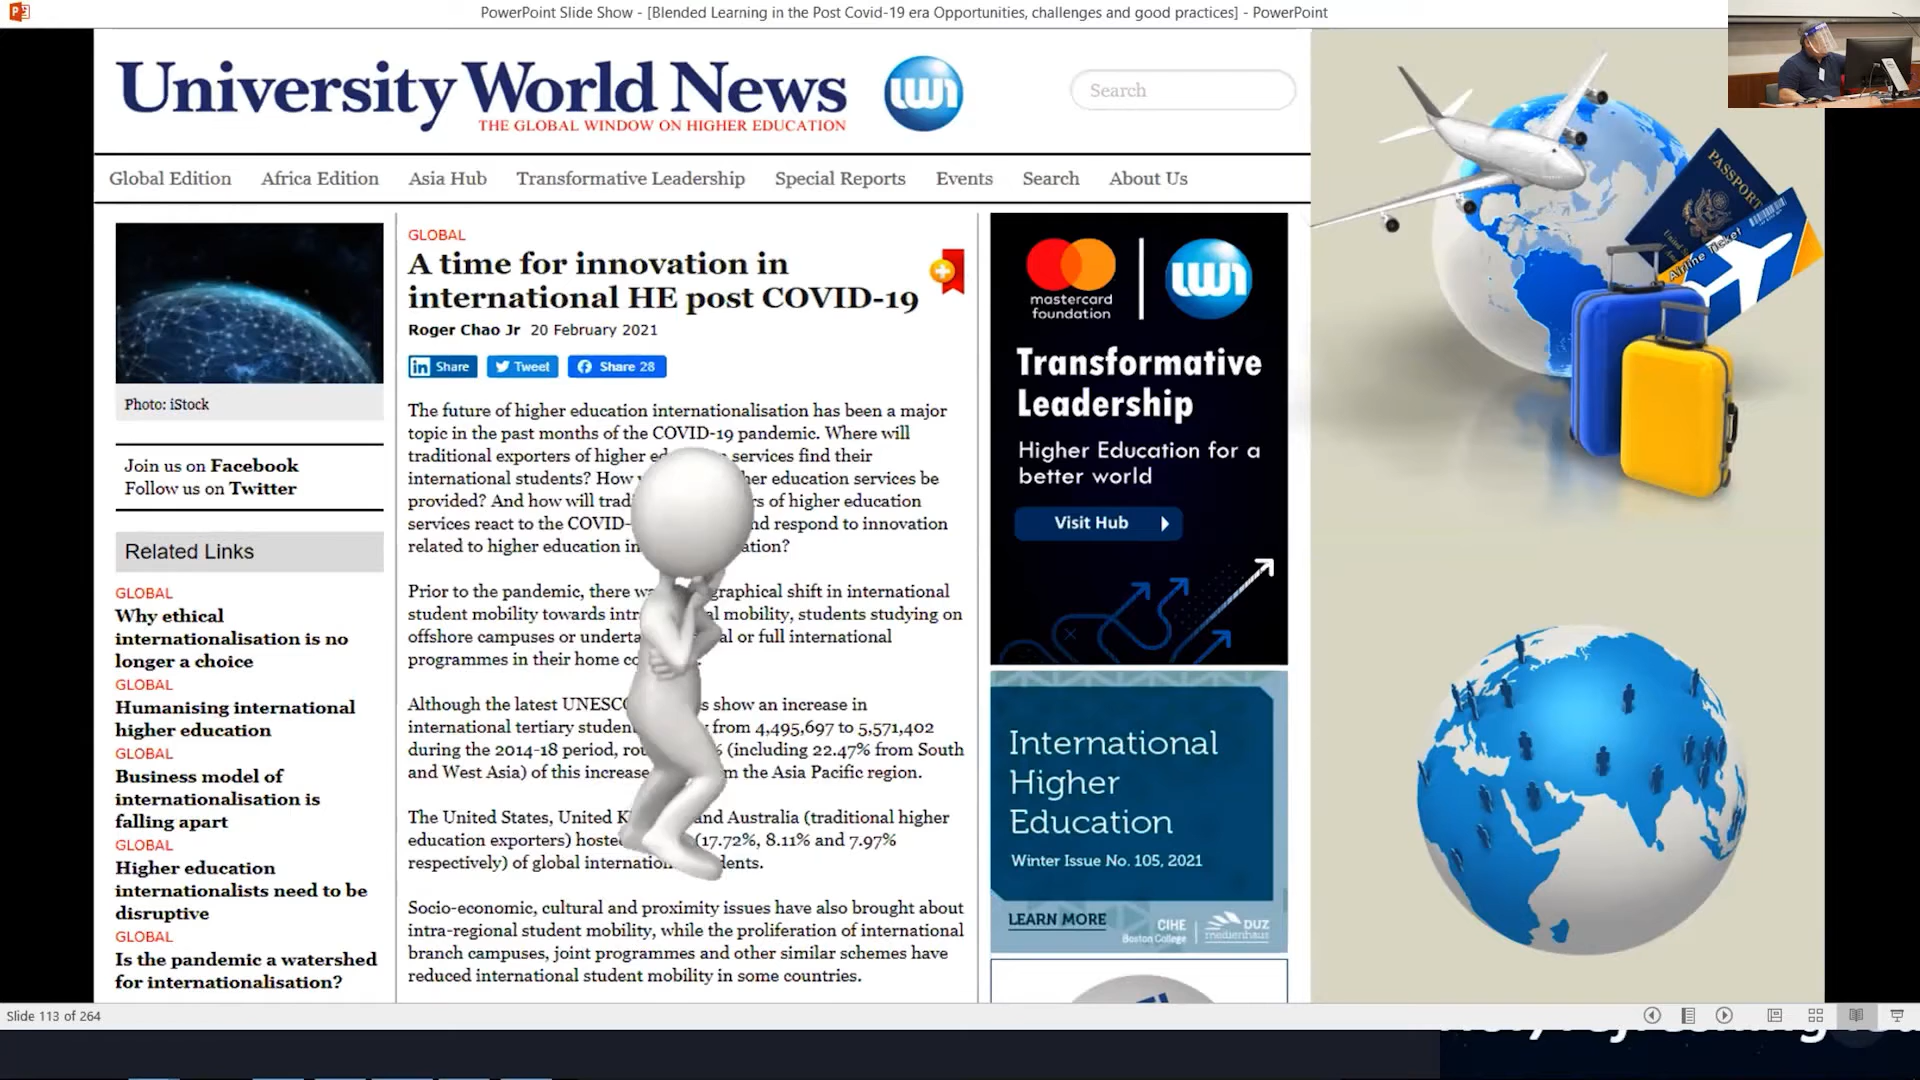 PowerPoint Slide Show - [Blended Learning in the Post Covid-19 era Opportunities, challenges and good practices] - PowerPoint
University World News
THE GLOBAL WINDOW ON HIGHER EDUCATION
Search
Global Edition Africa Edition Asia Hub Transformative Leadership Special Reports Events Search About Us
Photo: iStock
Join us on Facebook
Follow us on Twitter
Related Links
GLOBAL
Why ethical
internationalisation is no
longer a choice
GLOBAL
Humanising international
higher education
GLOBAL
Business model of
internationalisation is
falling apart
GLOBAL
Higher education
internationalists need to be
disruptive
GLOBAL
Is the pandemic a watershed
for internationalisation?
GLOBAL
A time for innovation in
international HE post COVID-19
Roger Chao Jr 20 February 2021
Share Tweet Share 28
The future of higher education internationalisation has been a major
topic in the past months of the COVID-19 pandemic. Where will
traditional exporters of higher services find their
international students? How her education services be
provided? And how will of higher education
services react to the COVID- respond to innovation
related to higher education
Prior to the pandemic, there shift in international
student mobility towards mobility, students studying on
offshore campuses or or full international
programmes in their home
Although the latest show an increase in
international tertiary from 4,495,697 to 5,571,402
during the 2014-18 period, (including 22.47% from South
and West Asia) of this increase the Asia Pacific region.
The United States, United and Australia (traditional higher
education exporters) (17.72%, 8.11% and 7.97%
respectively) of global
Socio-economic, cultural and proximity issues have also brought about
intra-regional student mobility, while the proliferation of international
branch campuses, joint programmes and other similar schemes have
reduced international student mobility in some countries.
mastercard
foundation
Transformative
Leadership
Higher Education for a
better world
Visit Hub
International
Higher
Education
Winter Issue No. 105, 2021
LEARN MORE
CIHE
Boston College
DUZ
medienhaus
PASSPORT
Airline Ticket
Slide 113 of 264